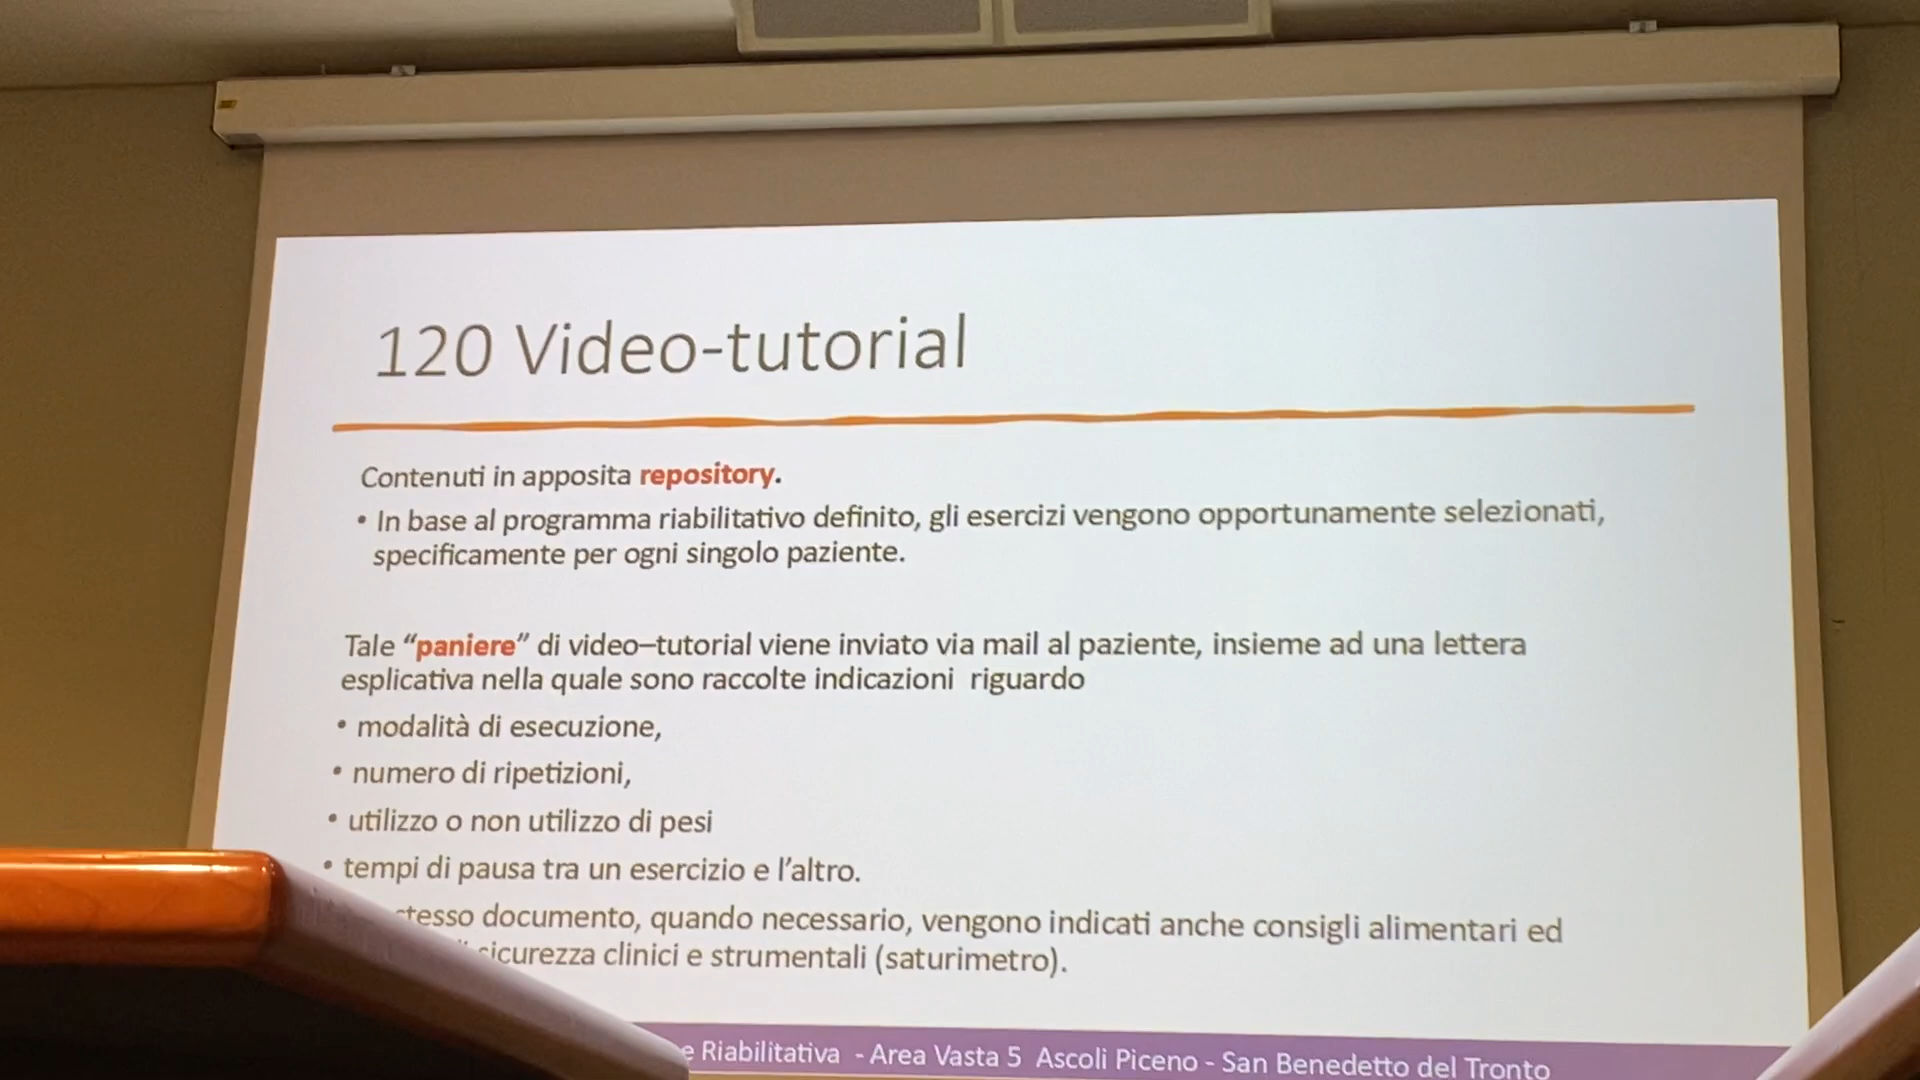 120 Video-tutorial
Contenuti in apposita repository.
• In base al programma riabilitativo definito, gli esercizi vengono opportunamente selezionati,
specificamente per ogni singolo paziente.
Tale “paniere” di video–tutorial viene inviato via mail al paziente, insieme ad una lettera
esplicativa nella quale sono raccolte indicazioni riguardo
• modalità di esecuzione,
• numero di ripetizioni,
• utilizzo o non utilizzo di pesi
• tempi di pausa tra un esercizio e l’altro.
documento, quando necessario, vengono indicati anche consigli alimentari ed
sicurezza clinici e strumentali (saturimetro).
e Riabilitativa - Area Vasta 5 Ascoli Piceno - San Benedetto del Tronto